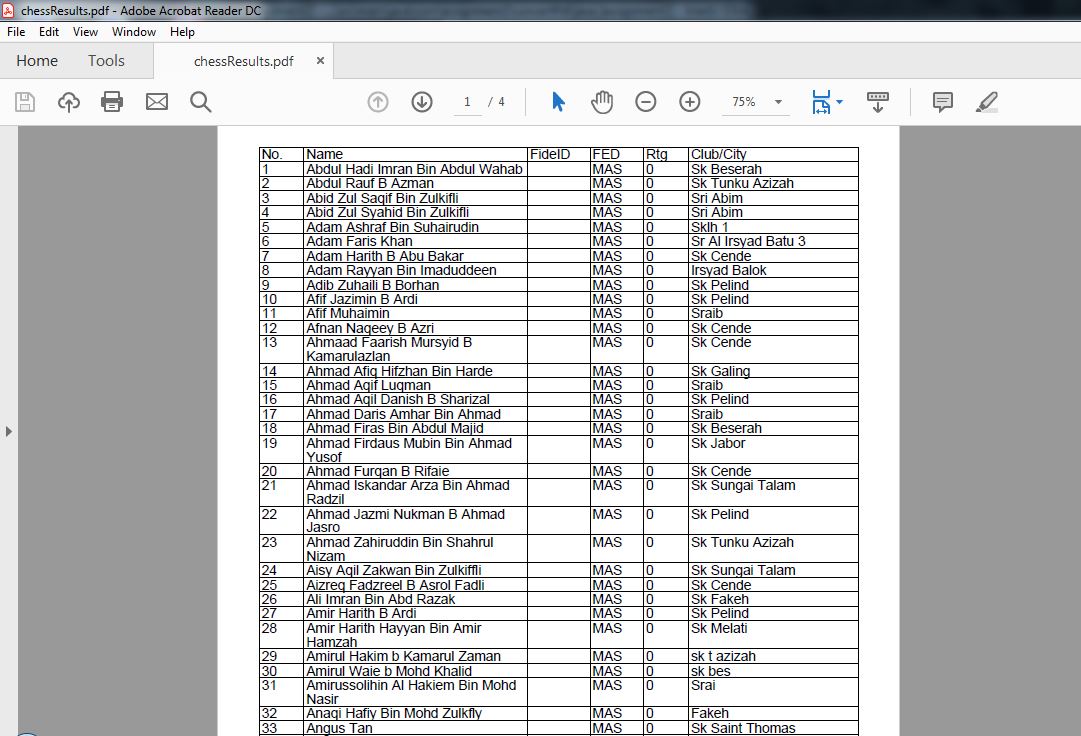 chessResults.pdf - Adobe Acrobat Reader DC
File Edit View Window Help
Home Tools chessResults.pdf ×
1 / 4 75%
No. Name FideID FED Rtg Club/City
1 Abdul Hadi Imran Bin Abdul Wahab MAS 0 Sk Beserah
2 Abdul Rauf B Azman MAS 0 Sk Tunku Azizah
3 Abid Zul Saqif Bin Zulkifli MAS 0 Sri Abim
4 Abid Zul Syahid Bin Zulkifli MAS 0 Sri Abim
5 Adam Ashraf Bin Suhairudin MAS 0 Sklh 1
6 Adam Faris Khan MAS 0 Sr Al Irsyad Batu 3
7 Adam Harith B Abu Bakar MAS 0 Sk Cende
8 Adam Rayyan Bin Imaduddeen MAS 0 Irsyad Balok
9 Adib Zuhaili B Borhan MAS 0 Sk Pelind
10 Afif Jazimin B Ardi MAS 0 Sk Pelind
11 Afif Muhaimin MAS 0 Sraib
12 Afnan Naqeey B Azri MAS 0 Sk Cende
13 Ahmaad Faarish Mursyid B MAS 0 Sk Cende
Kamarulazlan
14 Ahmad Afiq Hifzhan Bin Harde MAS 0 Sk Galing
15 Ahmad Aqif Luqman MAS 0 Sraib
16 Ahmad Aqil Danish B Sharizal MAS 0 Sk Pelind
17 Ahmad Daris Amhar Bin Ahmad MAS 0 Sraib
18 Ahmad Firas Bin Abdul Majid MAS 0 Sk Beserah
19 Ahmad Firdaus Mubin Bin Ahmad MAS 0 Sk Jabor
Yusof
20 Ahmad Furqan B Rifaie MAS 0 Sk Cende
21 Ahmad Iskandar Arza Bin Ahmad MAS 0 Sk Sungai Talam
Radzil
22 Ahmad Jazmi Nukman B Ahmad MAS 0 Sk Pelind
Jasro
23 Ahmad Zahiruddin Bin Shahrul MAS 0 Sk Tunku Azizah
Nizam
24 Aisy Aqil Zakwan Bin Zulkiffli MAS 0 Sk Sungai Talam
25 Aizreq Fadzreel B Asrol Fadli MAS 0 Sk Cende
26 Ali Imran Bin Abd Razak MAS 0 Sk Fakeh
27 Amir Harith B Ardi MAS 0 Sk Pelind
28 Amir Harith Hayyan Bin Amir MAS 0 Sk Melati
Hamzah
29 Amirul Hakim b Kamarul Zaman MAS 0 sk t azizah
30 Amirul Waie b Mohd Khalid MAS 0 sk bes
31 Amirussolihin Al Hakiem Bin Mohd MAS 0 Srai
Nasir
32 Anaqi Hafiy Bin Mohd Zulkfly MAS 0 Fakeh
33 Angus Tan MAS 0 Sk Saint Thomas